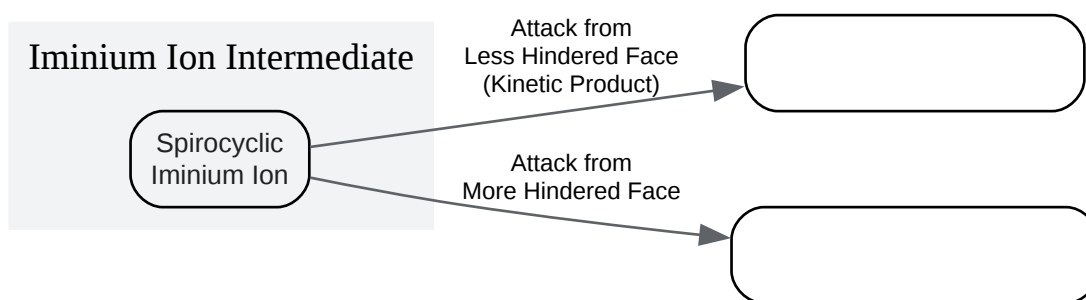 Iminium Ion Intermediate
Spirocyclic
Iminium Ion
Attack from
Less Hindered Face
(Kinetic Product)
Attack from
More Hindered Face